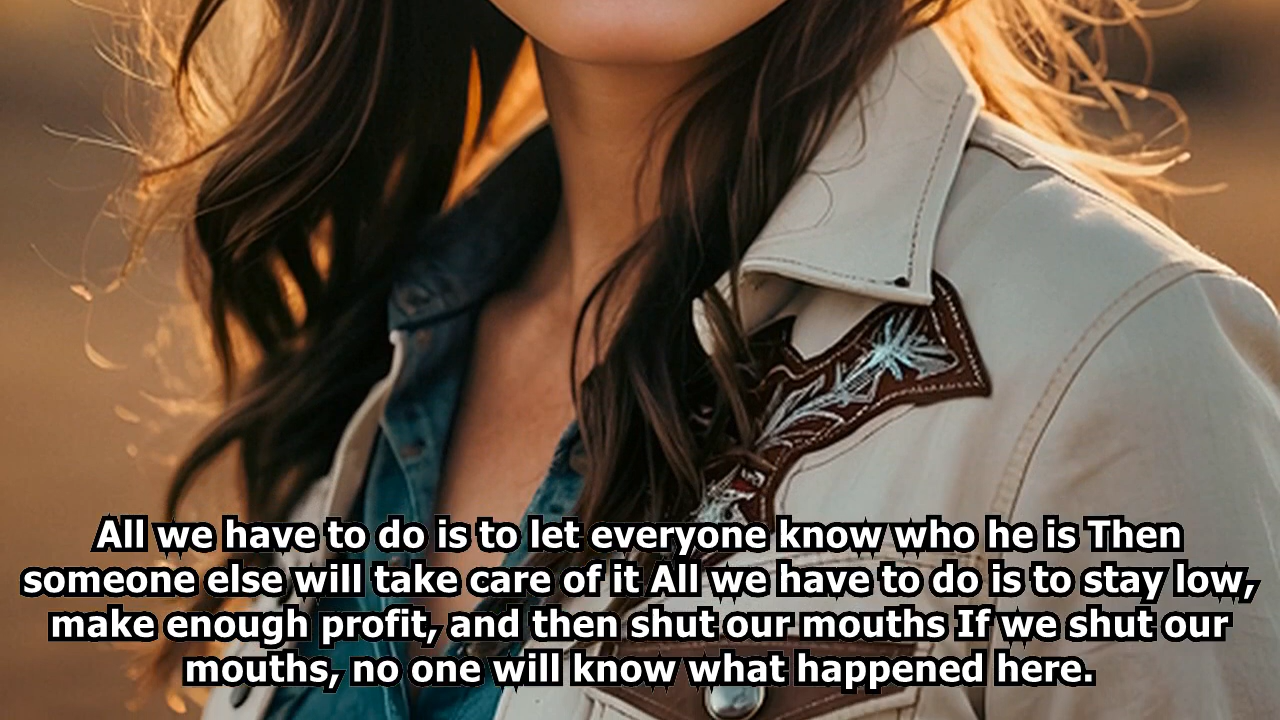 All we have to do is to let everyone know who he is Then
someone else will take care of it All we have to do is to stay low,
make enough profit, and then shut our mouths If we shut our
mouths, no one will know what happened here.